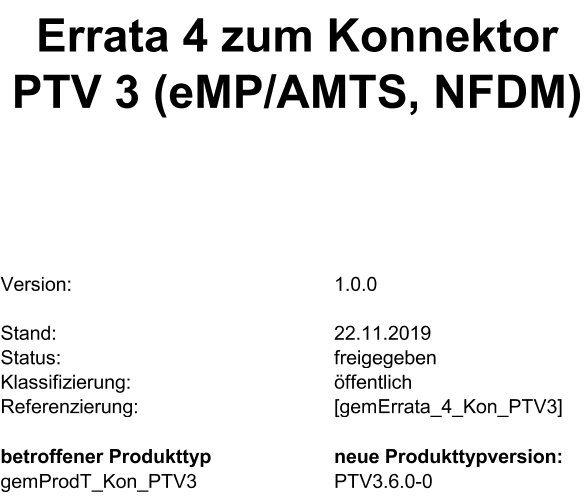 Errata 4 zum Konnektor
PTV 3 (eMP/AMTS, NFDM)
Version: 1.0.0
Stand: 22.11.2019
Status: freigegeben
Klassifizierung: öffentlich
Referenzierung: [gemErrata_4_Kon_PTV3]
betroffener Produkttyp neue Produkttypversion:
gemProdT_Kon_PTV3 PTV3.6.0-0